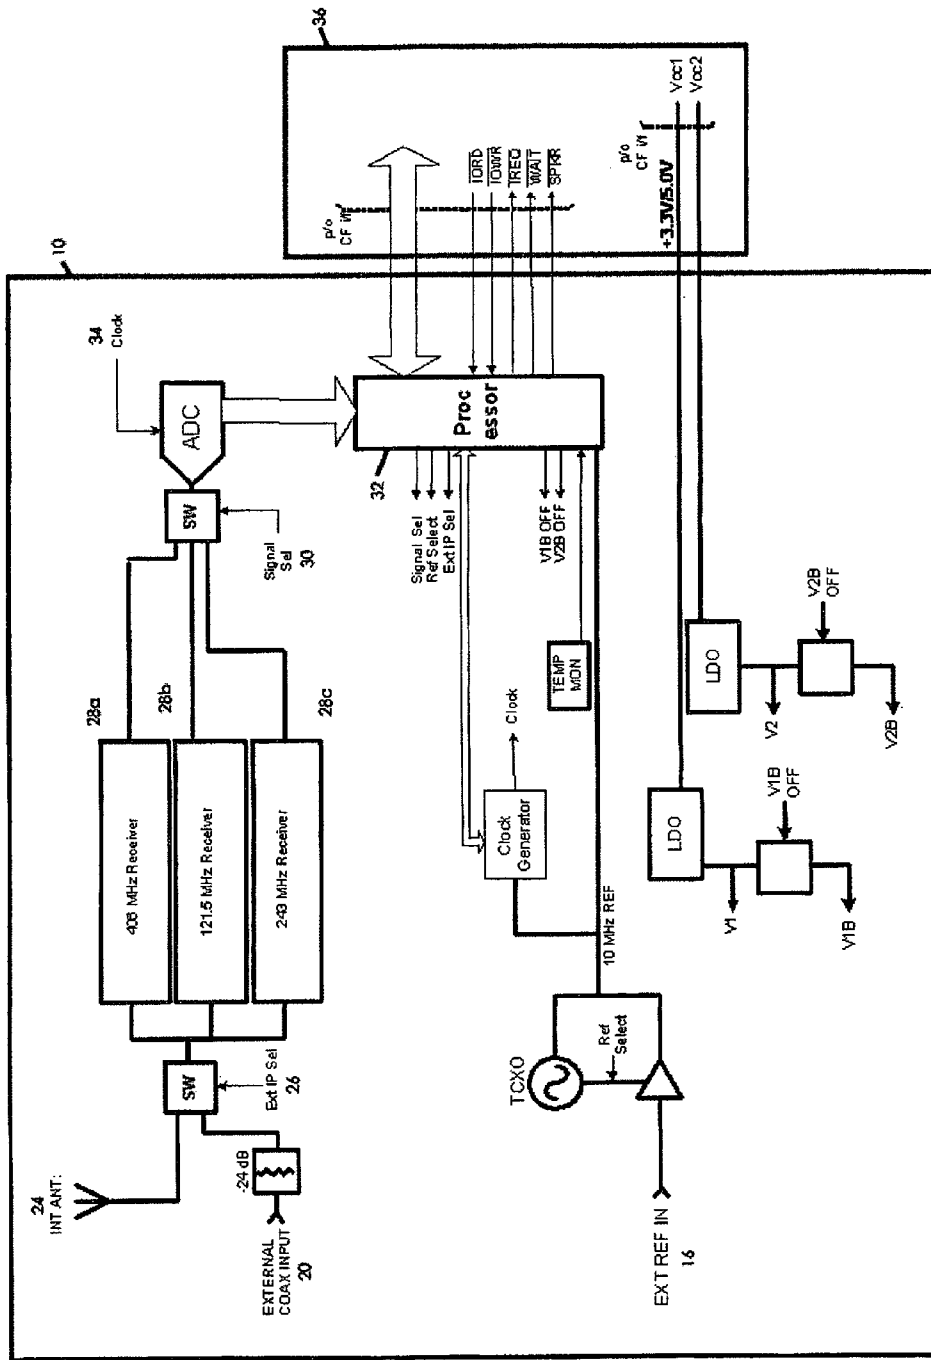 10
24
INT ANT:
EXTERNAL
COAX INPUT
20
-24 dB
SW
Ext IP Sel
26
406 MHz Receiver
121.5 MHz Receiver
243 MHz Receiver
28a
28b
28c
SW
Signal
Sel
30
ADC
34
Clock
36
p/o
CF I/f
IORD
IOWR
IREQ
WAIT
SPKR
p/o
CF I/f
+3.3V/5.0V
Vcc1
Vcc2
32
Proc
essor
Signal Sel
Ref Select
Ext IP Sel
V1B OFF
V2B OFF
TEMP
MON
Clock
Generator
Clock
10 MHz REF
TCXO
Ref
Select
EXT REF IN
16
LDO
V1
V1B
OFF
V1B
LDO
V2
V2B
OFF
V2B